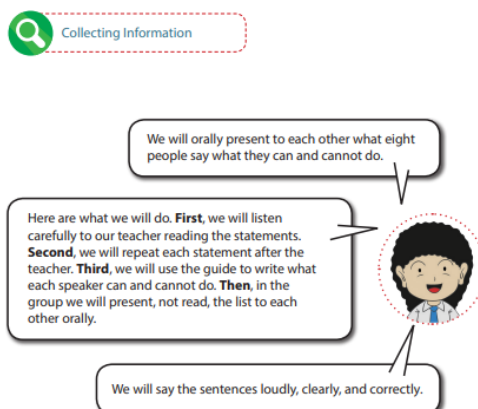 Collecting Information
We will orally present to each other what eight
people say what they can and cannot do.
Here are what we will do. First, we will listen
carefully to our teacher reading the statements.
Second, we will repeat each statement after the
teacher. Third, we will use the guide to write what
each speaker can and cannot do. Then, in the
group we will present, not read, the list to each
other orally.
We will say the sentences loudly, clearly, and correctly.